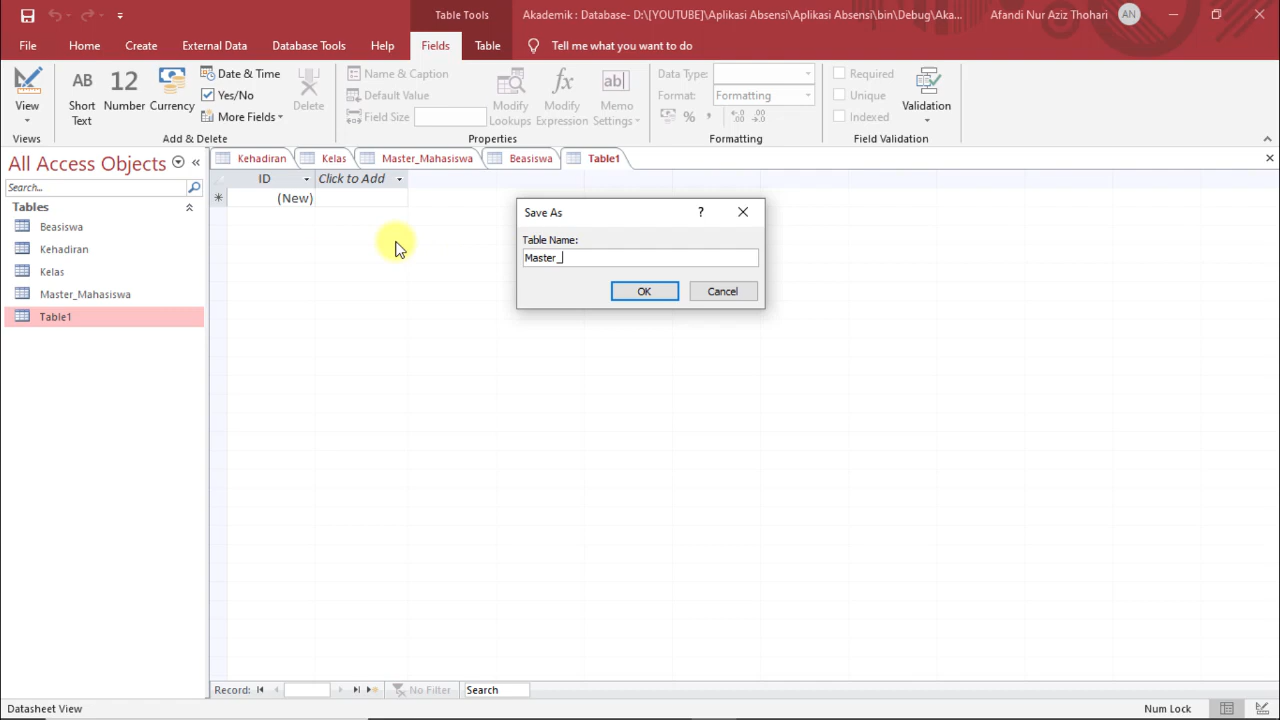 Table Tools
Akademik : Database- D:\[YOUTUBE]\Aplikasi Absensi\Aplikasi Absensi\bin\Debug\Aka...
Afandi Nur Aziz Thohari
AN
File
Home
Create
External Data
Database Tools
Help
Fields
Table
Tell me what you want to do
View
Views
AB
Short
Text
12
Number
Currency
Date & Time
Yes/No
More Fields
Delete
Add & Delete
Name & Caption
Default Value
Field Size
Modify
Lookups
fx
Modify
Expression
ab
Memo
Settings
Properties
Data Type:
Format:
Formatting
%
Formatting
Required
Unique
Indexed
Validation
Field Validation
All Access Objects
Search...
Tables
Beasiswa
Kehadiran
Kelas
Master_Mahasiswa
Table1
Kehadiran
Kelas
Master_Mahasiswa
Beasiswa
Table1
ID
Click to Add
(New)
Save As
?
Table Name:
Master_
OK
Cancel
Record:
No Filter
Search
Datasheet View
Num Lock